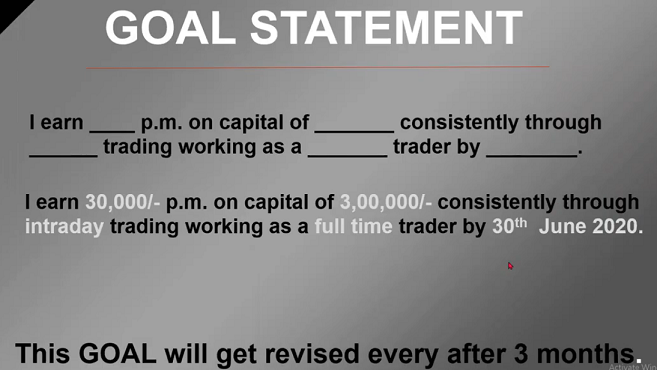 GOAL STATEMENT
I earn ____ p.m. on capital of _______ consistently through
______ trading working as a _______ trader by ________.
I earn 30,000/- p.m. on capital of 3,00,000/- consistently through
intraday trading working as a full time trader by 30th June 2020.
This GOAL will get revised every after 3 months.
Activate Win